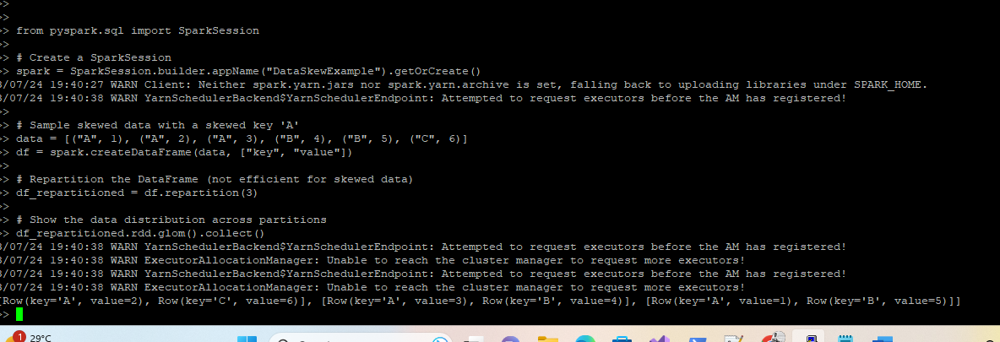 >>
>>
>> from pyspark.sql import SparkSession
>>
>> # Create a SparkSession
>> spark = SparkSession.builder.appName("DataSkewExample").getOrCreate()
3/07/24 19:40:27 WARN Client: Neither spark.yarn.jars nor spark.yarn.archive is set, falling back to uploading libraries under SPARK_HOME.
3/07/24 19:40:38 WARN YarnSchedulerBackend$YarnSchedulerEndpoint: Attempted to request executors before the AM has registered!
>>
>> # Sample skewed data with a skewed key 'A'
>> data = [("A", 1), ("A", 2), ("A", 3), ("B", 4), ("B", 5), ("C", 6)]
>> df = spark.createDataFrame(data, ["key", "value"])
>>
>> # Repartition the DataFrame (not efficient for skewed data)
>> df_repartitioned = df.repartition(3)
>>
>> # Show the data distribution across partitions
>> df_repartitioned.rdd.glom().collect()
3/07/24 19:40:38 WARN YarnSchedulerBackend$YarnSchedulerEndpoint: Attempted to request executors before the AM has registered!
3/07/24 19:40:38 WARN ExecutorAllocationManager: Unable to reach the cluster manager to request more executors!
3/07/24 19:40:38 WARN YarnSchedulerBackend$YarnSchedulerEndpoint: Attempted to request executors before the AM has registered!
3/07/24 19:40:38 WARN ExecutorAllocationManager: Unable to reach the cluster manager to request more executors!
[Row(key='A', value=2), Row(key='C', value=6)], [Row(key='A', value=3), Row(key='B', value=4)], [Row(key='A', value=1), Row(key='B', value=5)]]
>>
1
29°C